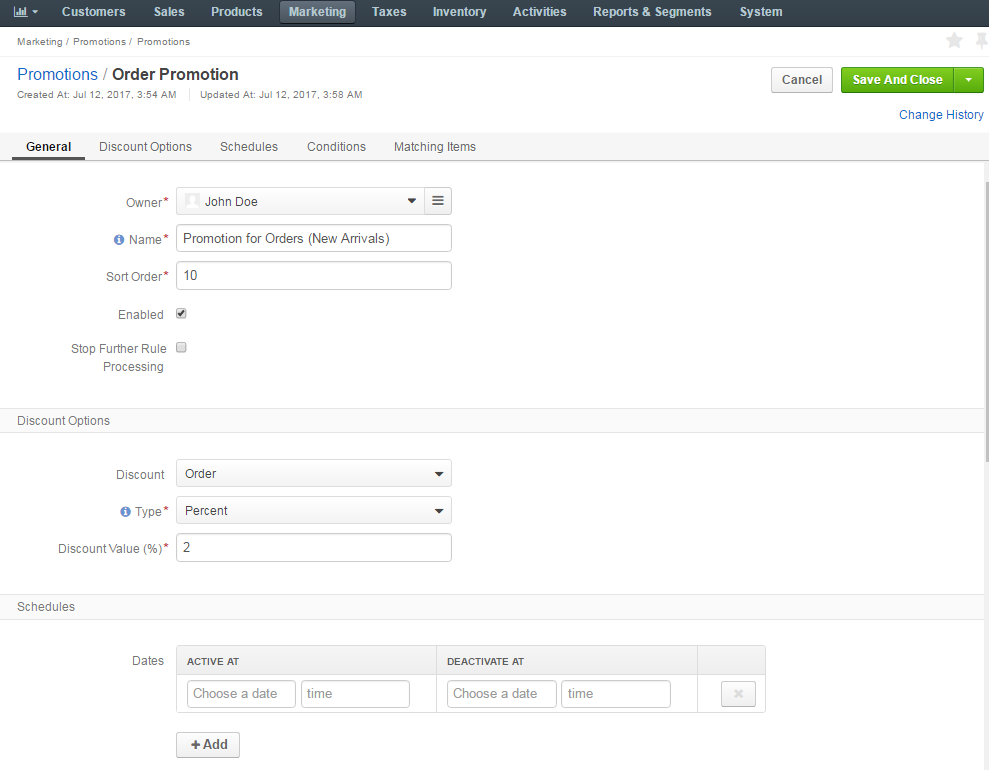 Customers Sales Products Marketing Taxes Inventory Activities Reports & Segments System
Marketing / Promotions / Promotions
Promotions / Order Promotion
Cancel Save And Close
Created At: Jul 12, 2017, 3:54 AM Updated At: Jul 12, 2017, 3:58 AM
Change History
General Discount Options Schedules Conditions Matching Items
Owner* John Doe
Name* Promotion for Orders (New Arrivals)
Sort Order* 10
Enabled
Stop Further Rule
Processing
Discount Options
Discount Order
Type* Percent
Discount Value (%)* 2
Schedules
Dates ACTIVE AT DEACTIVATE AT
Choose a date time Choose a date time
+ Add